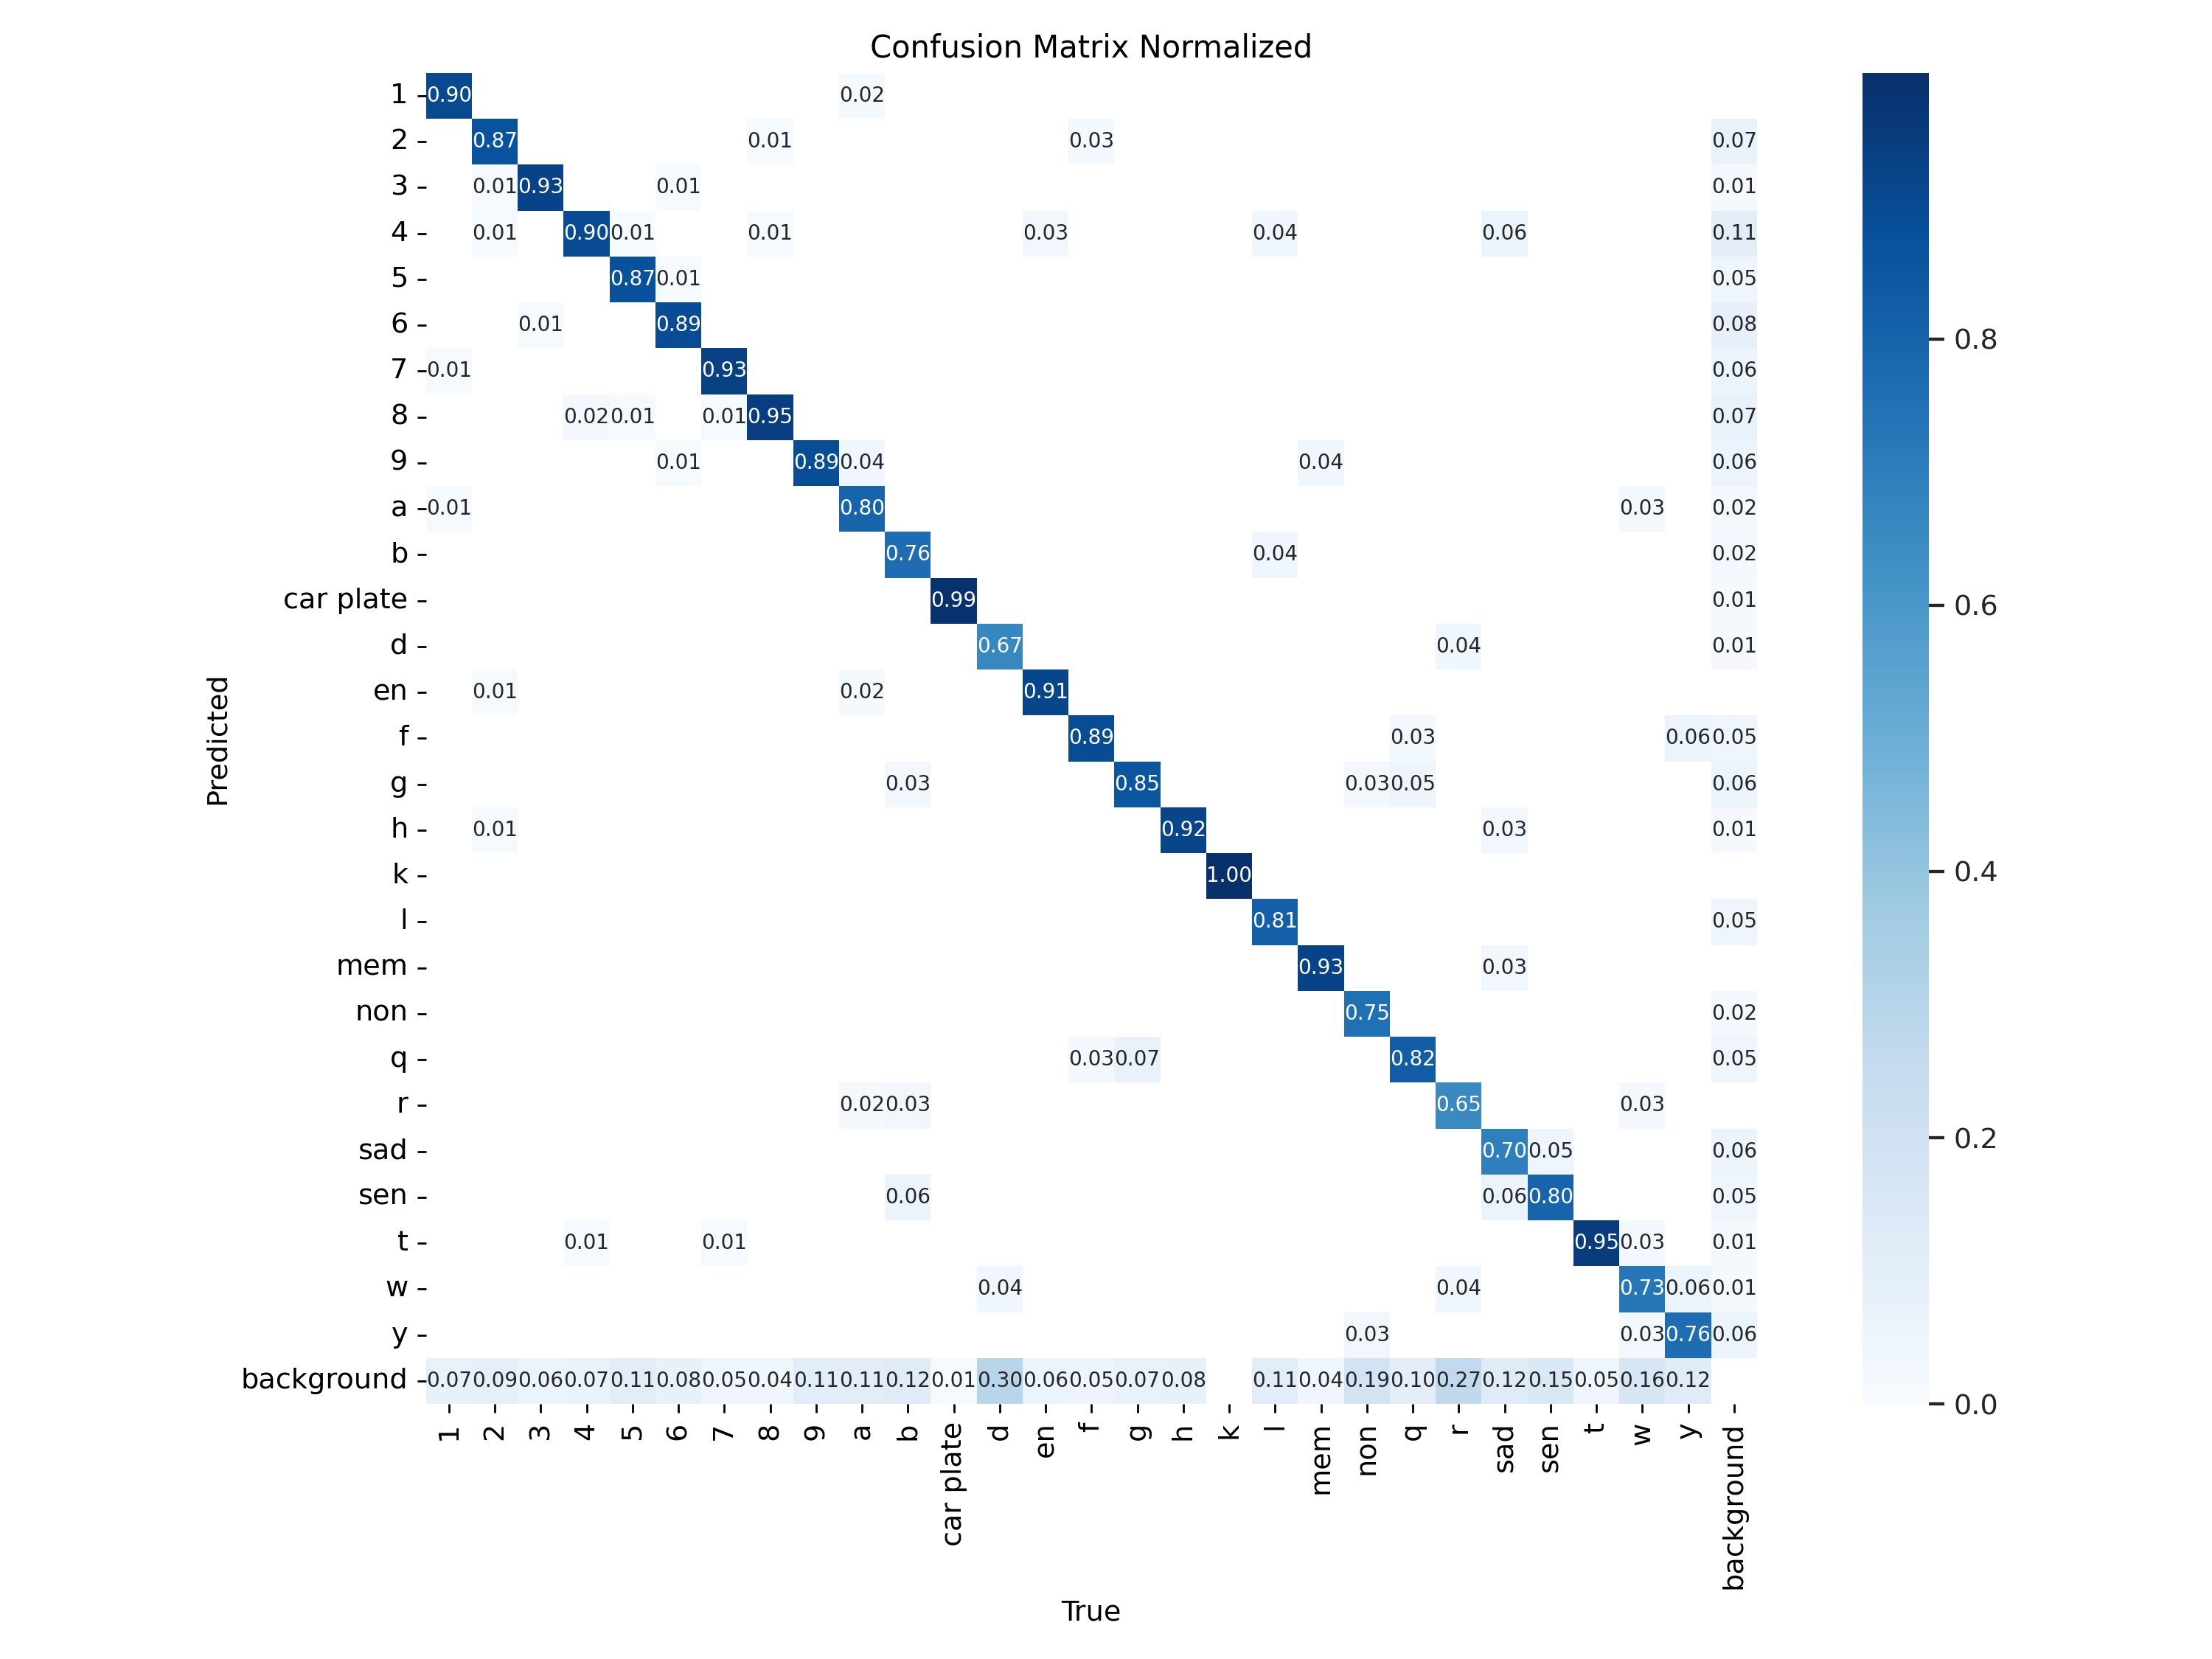 Confusion Matrix Normalized
1 0.90 0.02
2 0.87 0.01 0.03 0.07
3 0.01 0.93 0.01 0.01
4 0.01 0.90 0.01 0.01 0.03 0.04 0.06 0.11
5 0.87 0.01 0.05
6 0.01 0.89 0.08
7 0.01 0.93 0.06
8 0.02 0.01 0.01 0.95 0.07
9 0.01 0.89 0.04 0.04 0.06
a 0.01 0.80 0.03 0.02
b 0.76 0.04 0.02
car plate 0.99 0.01
d 0.67 0.04 0.01
en 0.01 0.02 0.91
f 0.89 0.03 0.06 0.05
g 0.03 0.85 0.03 0.05 0.06
h 0.01 0.92 0.03 0.01
k 1.00
l 0.81 0.05
mem 0.93 0.03
non 0.75 0.02
q 0.03 0.07 0.82 0.05
r 0.02 0.03 0.65 0.03
sad 0.70 0.05 0.06
sen 0.06 0.06 0.80 0.05
t 0.01 0.01 0.95 0.03 0.01
w 0.04 0.04 0.73 0.06 0.01
y 0.03 0.03 0.76 0.06
background 0.07 0.09 0.06 0.07 0.11 0.08 0.05 0.04 0.11 0.11 0.12 0.01 0.30 0.06 0.05 0.07 0.08 0.11 0.04 0.19 0.10 0.27 0.12 0.15 0.05 0.16 0.12
1 2 3 4 5 6 7 8 9 a b car plate d en f g h k l mem non q r sad sen t w y background
True
Predicted
0.8
0.6
0.4
0.2
0.0